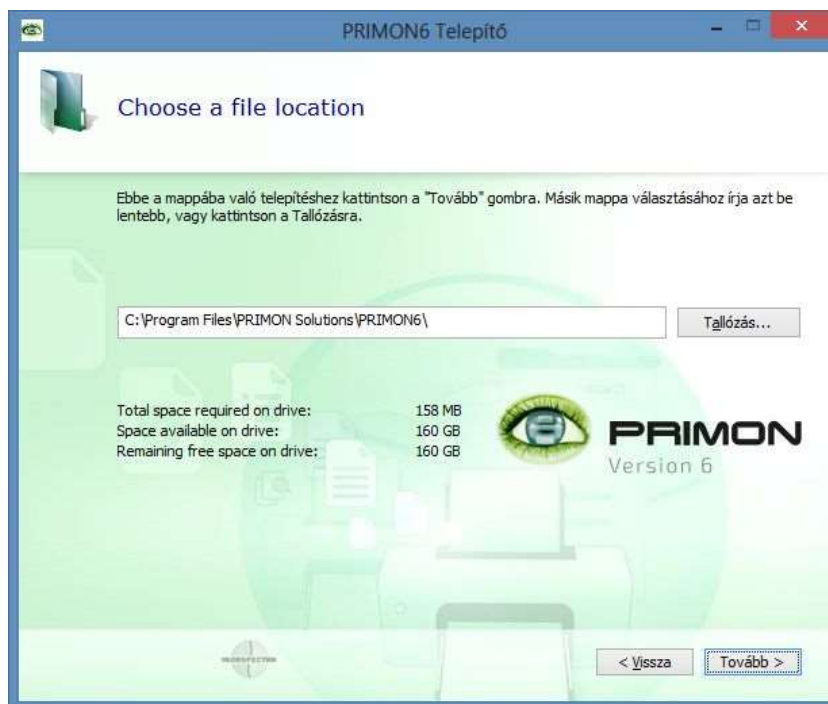 PRIMON6 Telepítő
Choose a file location
Ebbe a mappába való telepítéshez kattintson a "Tovább" gombra. Másik mappa választásához írja azt be
lentebb, vagy kattintson a Tallózásra.
C:\Program Files\PRIMON Solutions\PRIMON6\
Tallózás...
Total space required on drive: 158 MB
Space available on drive: 160 GB
Remaining free space on drive: 160 GB
PRIMON
Version 6
< Vissza
Tovább >